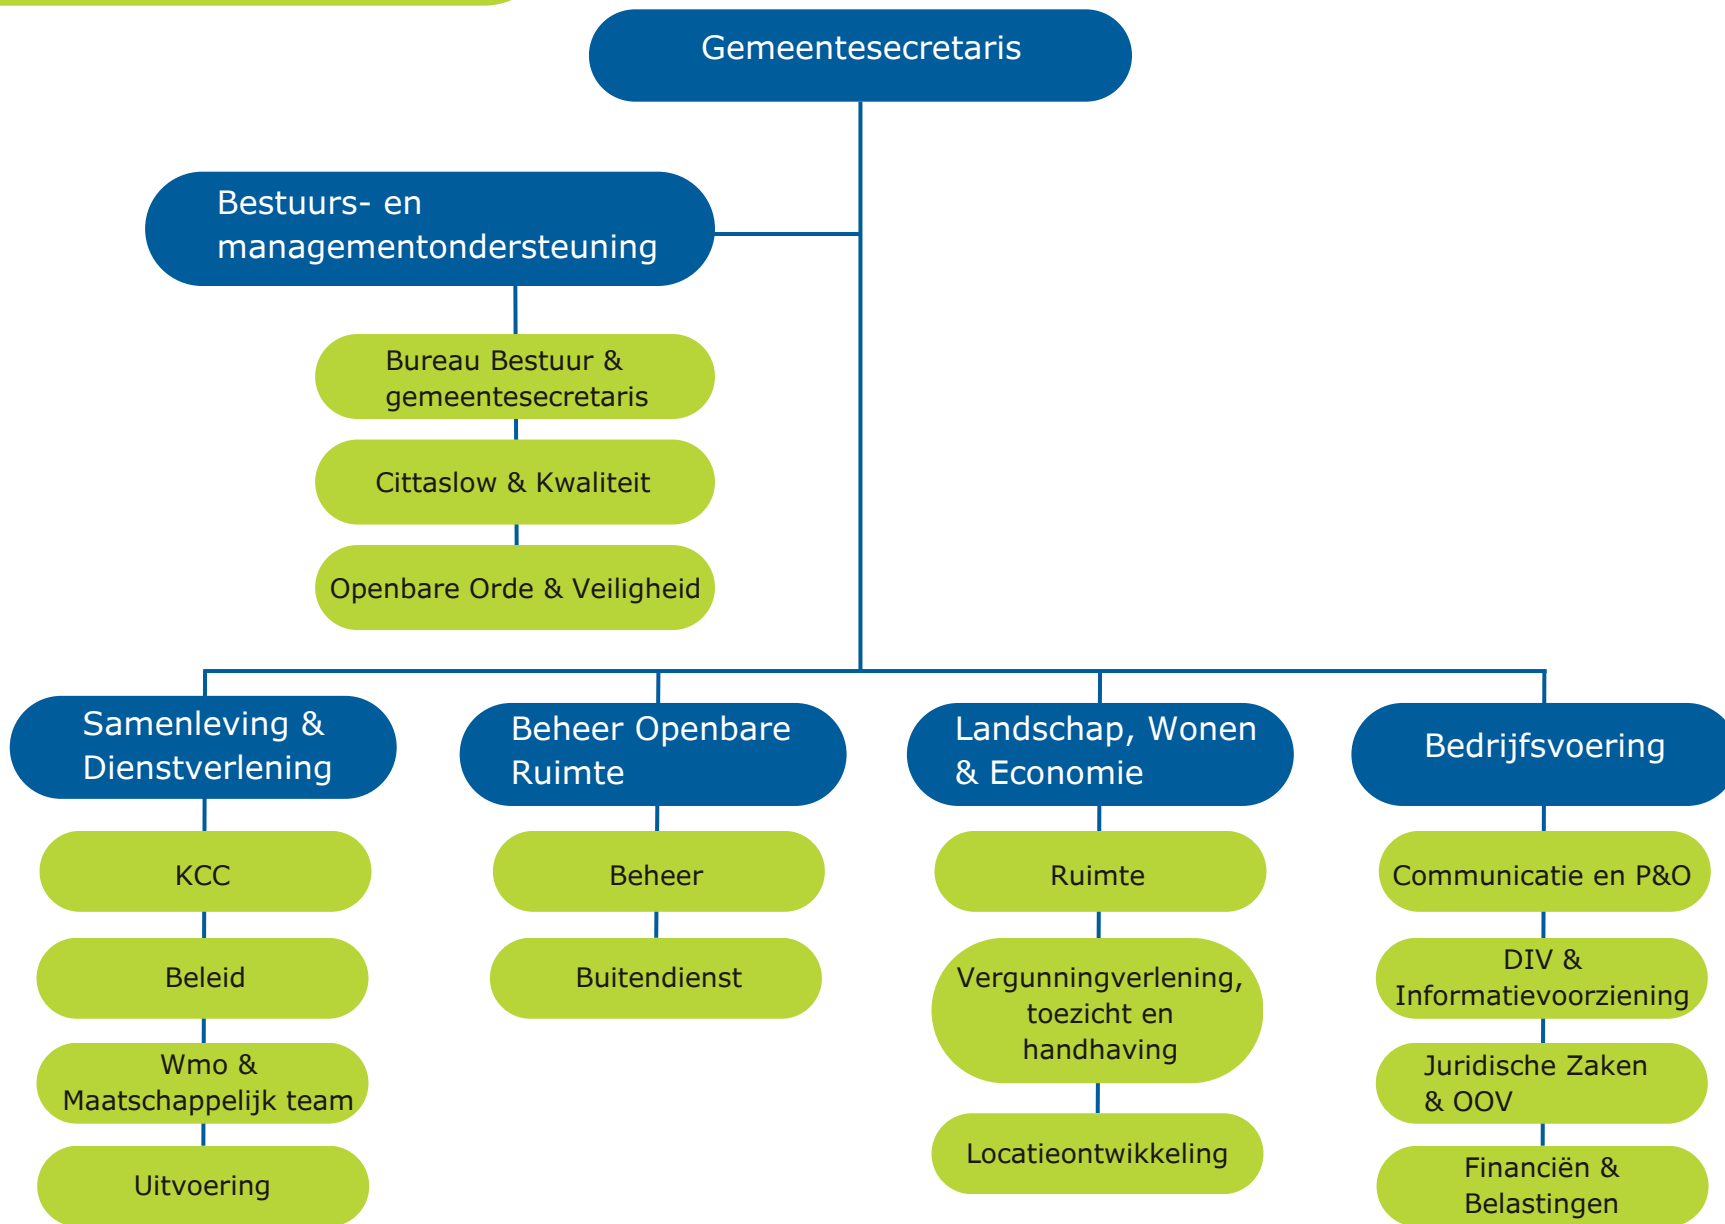 Gemeentesecretaris
Bestuurs- en
managementondersteuning
Bureau Bestuur &
gemeentesecretaris
Cittaslow & Kwaliteit
Openbare Orde & Veiligheid
Samenleving &
Dienstverlening
KCC
Beleid
Wmo &
Maatschappelijk team
Uitvoering
Beheer Openbare
Ruimte
Beheer
Buitendienst
Landschap, Wonen
& Economie
Ruimte
Vergunningverlening,
toezicht en
handhaving
Locatieontwikkeling
Bedrijfsvoering
Communicatie en P&O
DIV &
Informatievoorziening
Juridische Zaken
& OOV
Financiën &
Belastingen